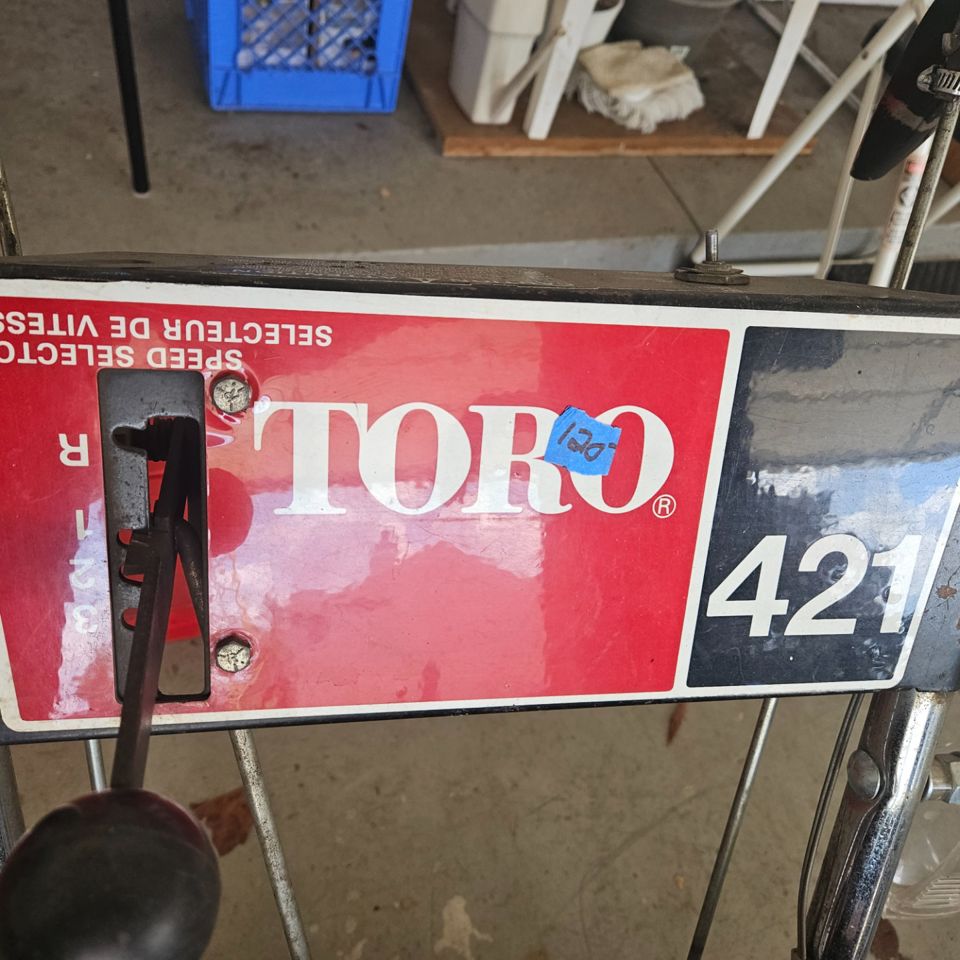 SELECTEUR DE VITESS
SPEED SELECTO
R
1
2
3
TORO®
120-
421